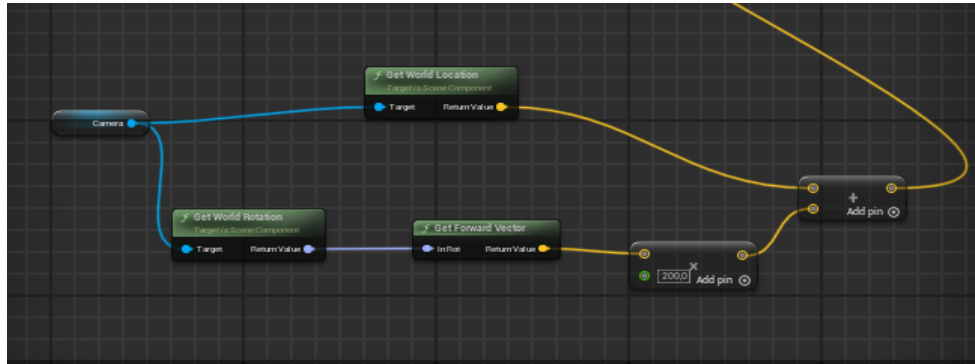 Get World Location
Target is Scene Component
Target
Return Value
Camera
+
Add pin
Get World Rotation
Target is Scene Component
Target
Return Value
Get Forward Vector
In Rot
Return Value
×
200,0
Add pin